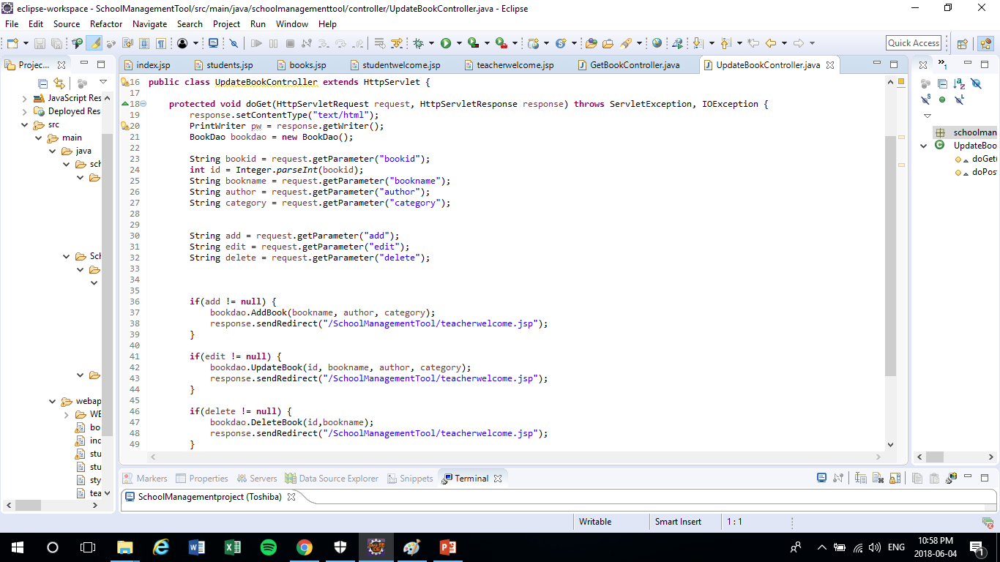 eclipse-workspace - SchoolManagementTool/src/main/java/schoolmanagementtool/controller/UpdateBookController.java - Eclipse
File Edit Source Refactor Navigate Search Project Run Window Help
Quick Access
Projec...
index.jsp students.jsp books.jsp studentwelcome.jsp teacherwelcome.jsp GetBookController.java UpdateBookController.java
1
JavaScript Res
Deployed Res
src
main
java
sch
Sch
webap
WE
bo
inc
stu
stu
sty
tea
16 public class UpdateBookController extends HttpServlet {
17
18 protected void doGet(HttpServletRequest request, HttpServletResponse response) throws ServletException, IOException {
19 response.setContentType("text/html");
20 PrintWriter pw = response.getWriter();
21 BookDao bookdao = new BookDao();
22
23 String bookid = request.getParameter("bookid");
24 int id = Integer.parseInt(bookid);
25 String bookname = request.getParameter("bookname");
26 String author = request.getParameter("author");
27 String category = request.getParameter("category");
28
29
30 String add = request.getParameter("add");
31 String edit = request.getParameter("edit");
32 String delete = request.getParameter("delete");
33
34
35
36 if(add != null) {
37 bookdao.AddBook(bookname, author, category);
38 response.sendRedirect("/SchoolManagementTool/teacherwelcome.jsp");
39 }
40
41 if(edit != null) {
42 bookdao.UpdateBook(id, bookname, author, category);
43 response.sendRedirect("/SchoolManagementTool/teacherwelcome.jsp");
44 }
45
46 if(delete != null) {
47 bookdao.DeleteBook(id,bookname);
48 response.sendRedirect("/SchoolManagementTool/teacherwelcome.jsp");
49 }
schoolman
UpdateBoo
doGet
doPos
Markers Properties Servers Data Source Explorer Snippets Terminal
SchoolManagementproject (Toshiba)
Writable Smart Insert 1 : 1
ENG
10:58 PM
2018-06-04
1